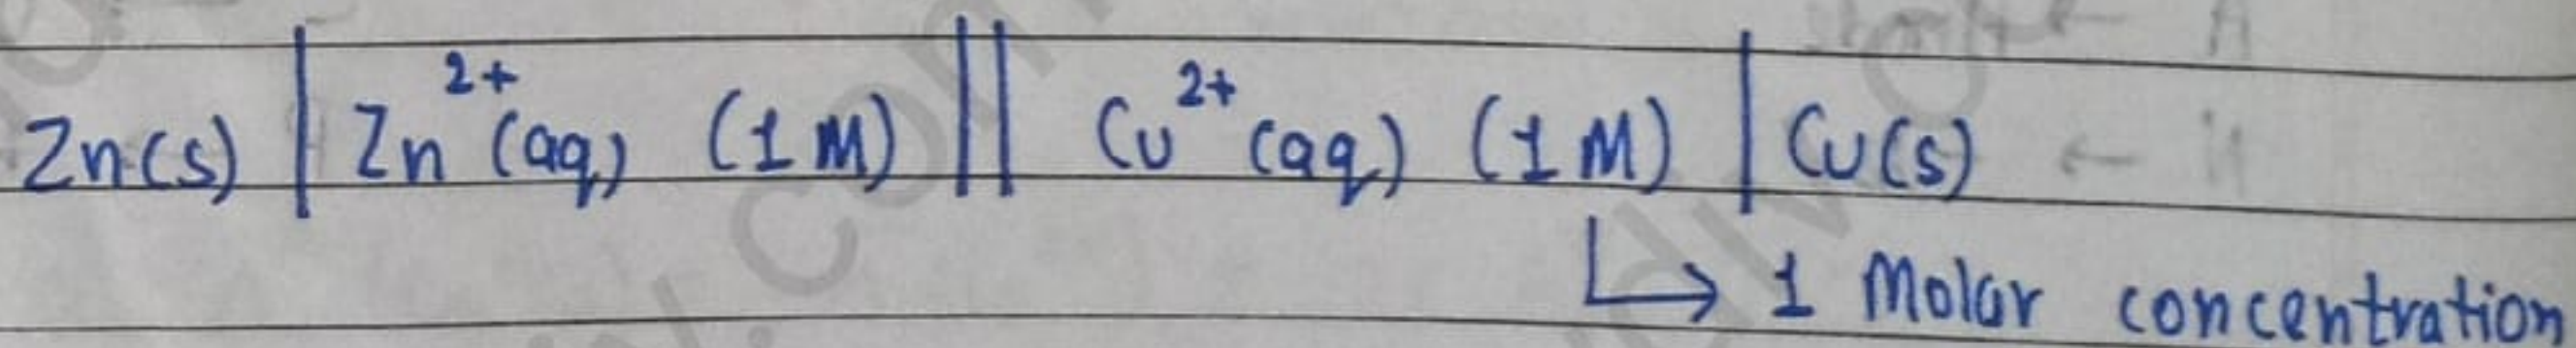 Zn(s) | Zn²⁺(aq) (1M) || Cu²⁺(aq) (1M) | Cu(s)
↳ 1 Molar concentration